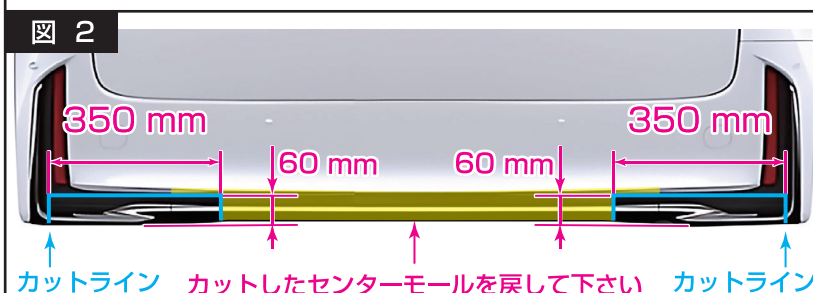 図 2
350 mm 350 mm
60 mm 60 mm
カットライン カットしたセンターモールを戻して下さい カットライン